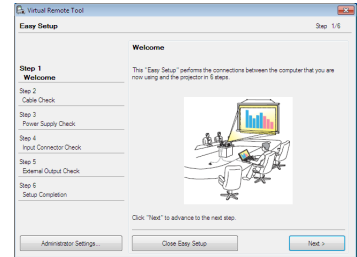 Virtual Remote Tool
Easy Setup
Step 1/6
Welcome
Step 1
Welcome
Step 2
Cable Check
Step 3
Power Supply Check
Step 4
Input Connector Check
Step 5
External Output Check
Step 6
Setup Completion
This "Easy Setup" performs the connections between the computer that you are
now using and the projector in 6 steps.
Click "Next" to advance to the next step.
Administrator Settings...
Close Easy Setup
Next >